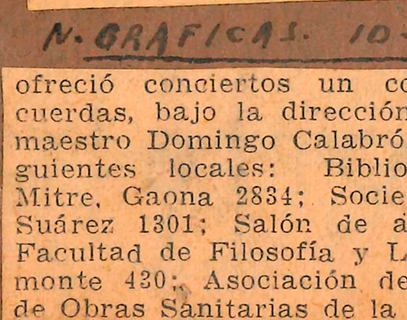 N. GRAFICAS. 10-
ofreció conciertos un co
cuerdas, bajo la dirección
maestro Domingo Calabró
guientes locales: Biblio
Mitre, Gaona 2834; Socie
Suárez 1301; Salón de a
Facultad de Filosofía y L
monte 430; Asociación de
de Obras Sanitarias de la